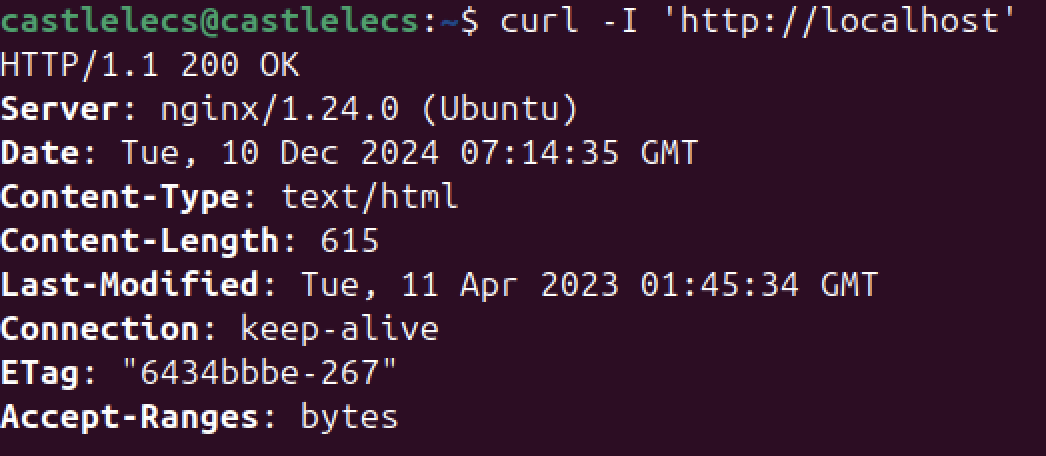 castlelecs@castlelecs:~$ curl -I 'http://localhost'
HTTP/1.1 200 OK
Server: nginx/1.24.0 (Ubuntu)
Date: Tue, 10 Dec 2024 07:14:35 GMT
Content-Type: text/html
Content-Length: 615
Last-Modified: Tue, 11 Apr 2023 01:45:34 GMT
Connection: keep-alive
ETag: "6434bbbe-267"
Accept-Ranges: bytes